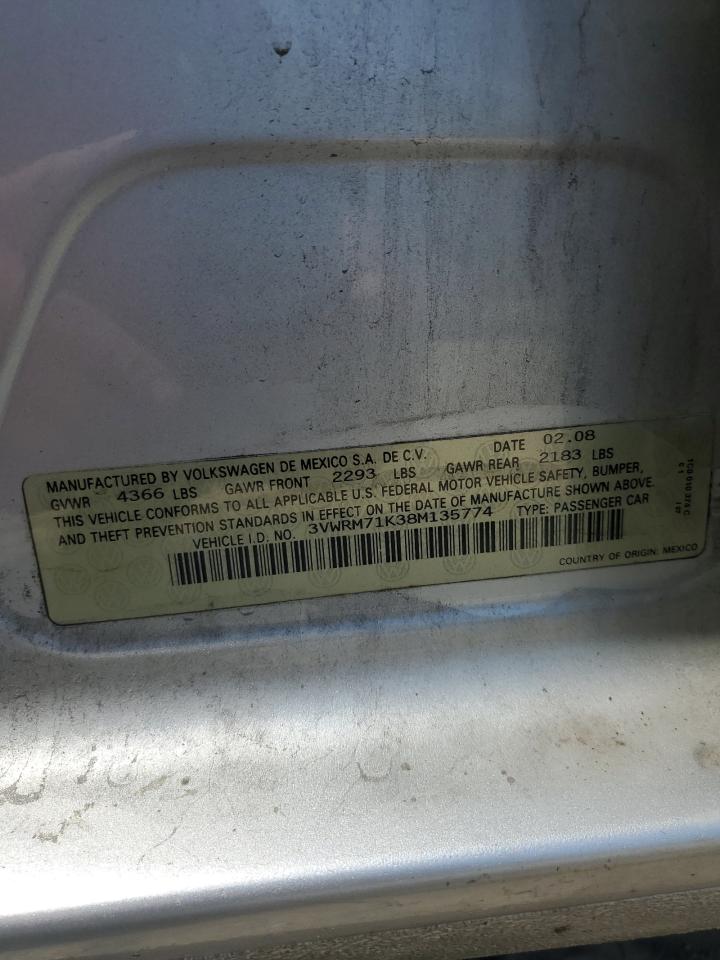 MANUFACTURED BY VOLKSWAGEN DE MEXICO S.A. DE C.V. DATE 02.08
GVWR 4366 LBS GAWR FRONT 2293 LBS GAWR REAR 2183 LBS
THIS VEHICLE CONFORMS TO ALL APPLICABLE U.S. FEDERAL MOTOR VEHICLE SAFETY, BUMPER,
AND THEFT PREVENTION STANDARDS IN EFFECT ON THE DATE OF MANUFACTURE SHOWN ABOVE.
VEHICLE I.D. NO. 3VWRM71K38M135774 TYPE: PASSENGER CAR
COUNTRY OF ORIGIN: MEXICO